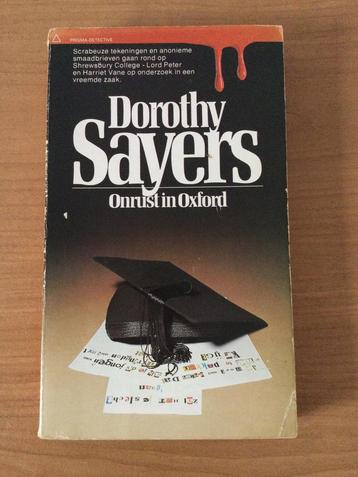 PRISMA-DETECTIVE
Scrabeuze tekeningen en anonieme
smaadbrieven gaan rond op
Shrewsbury College - Lord Peter
en Harriet Vane op onderzoek in een
vreemde zaak.
Dorothy
Sayers
Onrust in Oxford